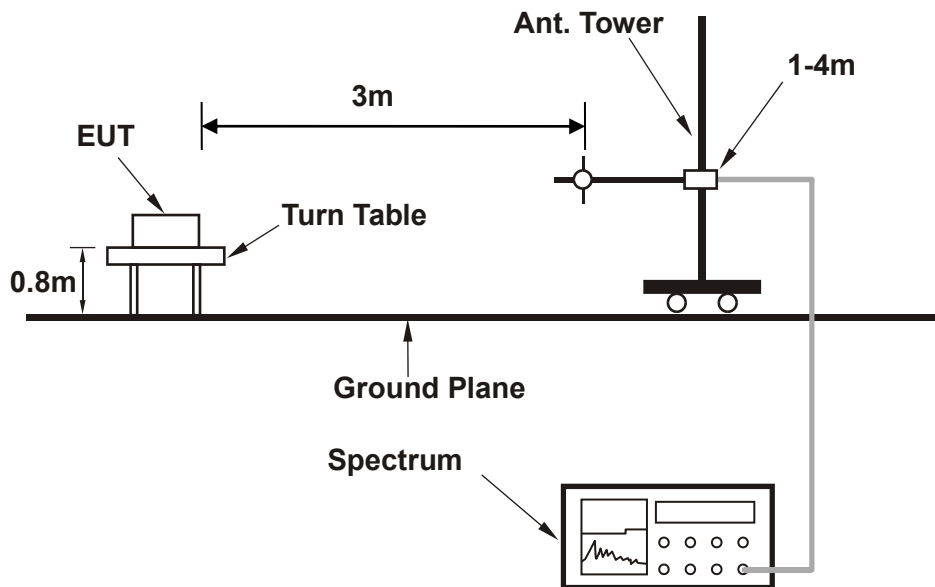 Ant. Tower
1-4m
3m
EUT
Turn Table
0.8m
Ground Plane
Spectrum